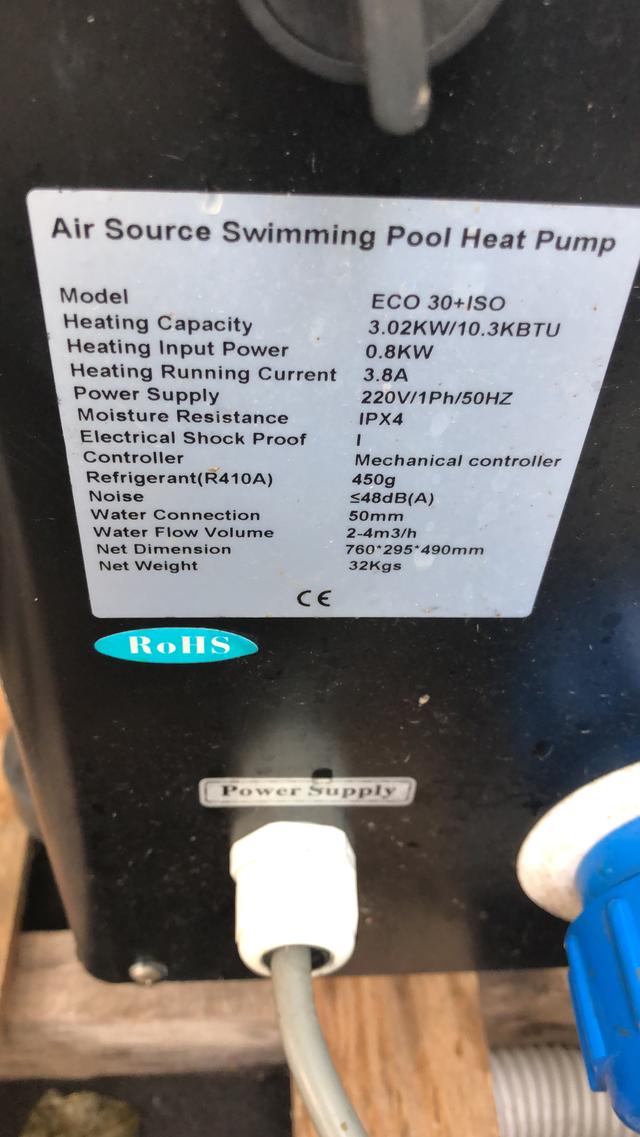 Air Source Swimming Pool Heat Pump
Model ECO 30+ISO
Heating Capacity 3.02KW/10.3KBTU
Heating Input Power 0.8KW
Heating Running Current 3.8A
Power Supply 220V/1Ph/50HZ
Moisture Resistance IPX4
Electrical Shock Proof I
Controller Mechanical controller
Refrigerant(R410A) 450g
Noise ≤48dB(A)
Water Connection 50mm
Water Flow Volume 2-4m3/h
Net Dimension 760*295*490mm
Net Weight 32Kgs
CE
RoHS
Power Supply